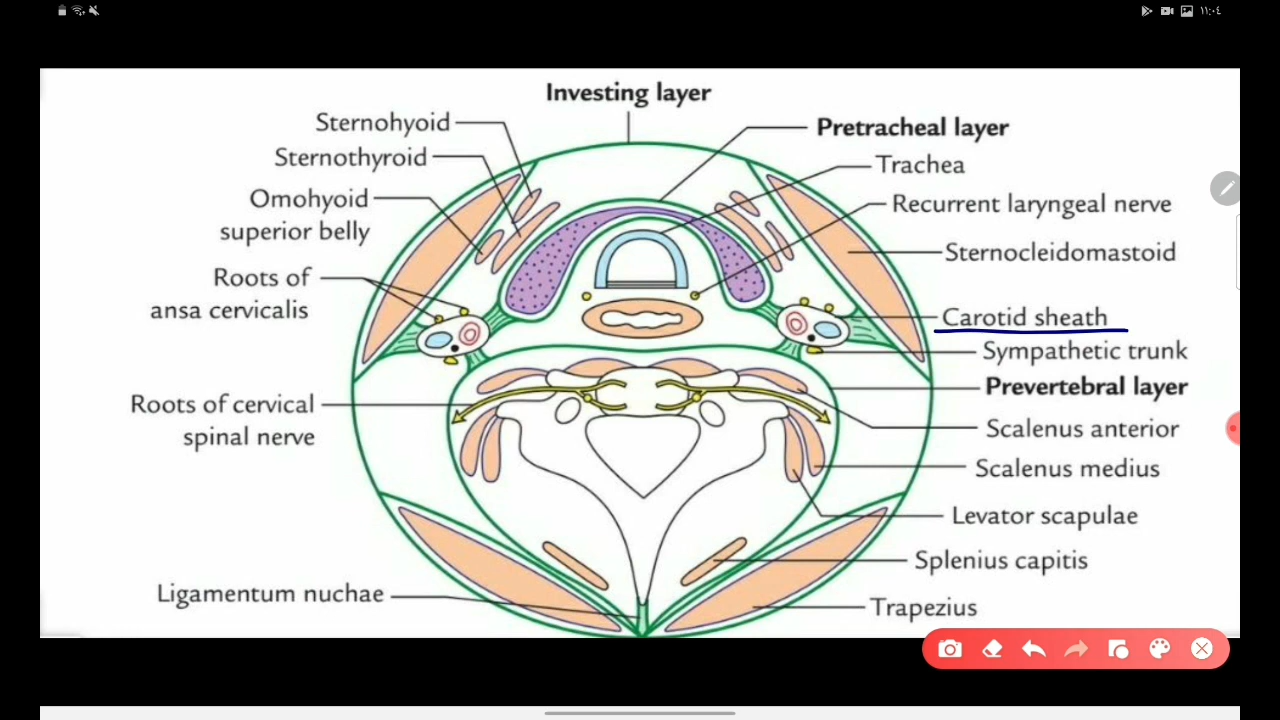 ١١:٠٤
Investing layer
Sternohyoid
Pretracheal layer
Sternothyroid
Trachea
Omohyoid
superior belly
Recurrent laryngeal nerve
Sternocleidomastoid
Roots of
ansa cervicalis
Carotid sheath
Sympathetic trunk
Prevertebral layer
Roots of cervical
spinal nerve
Scalenus anterior
Scalenus medius
Levator scapulae
Splenius capitis
Ligamentum nuchae
Trapezius